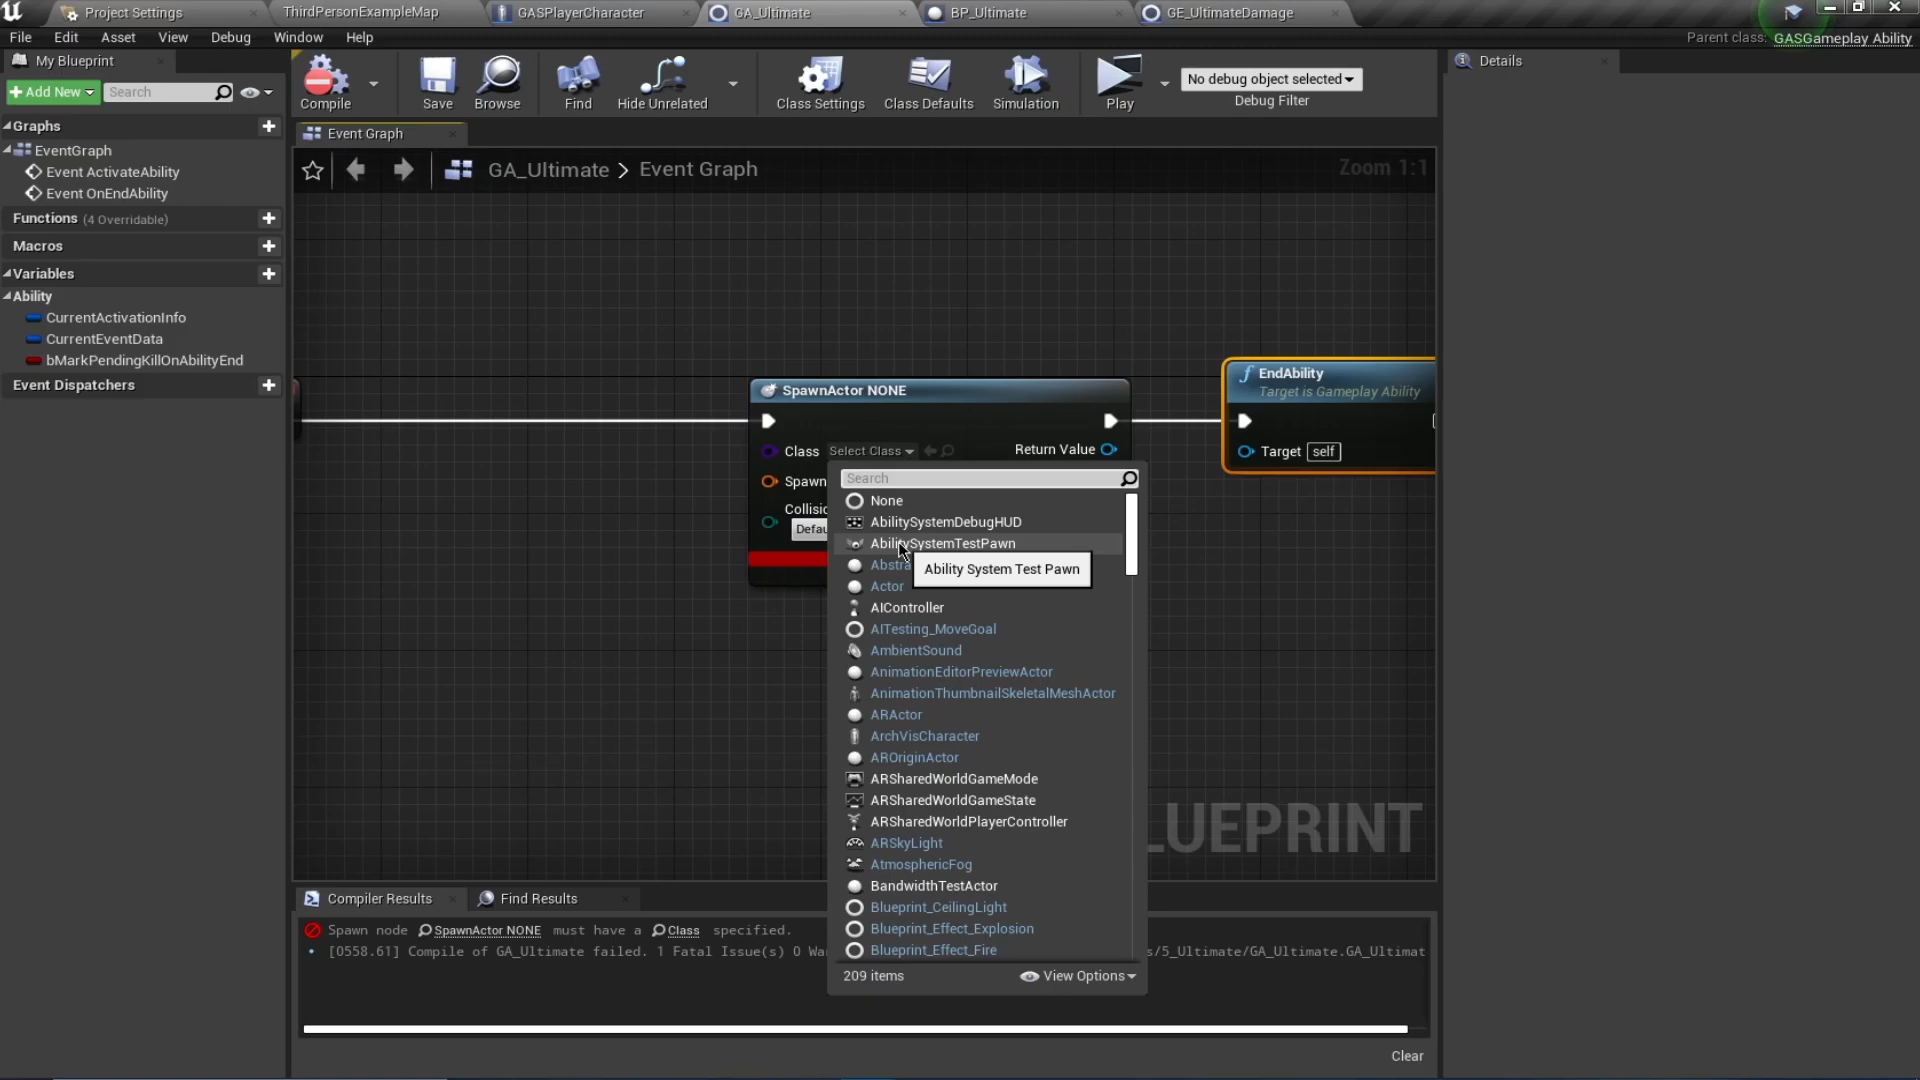 Project Settings
ThirdPersonExampleMap
GASPlayerCharacter
GA_Ultimate
BP_Ultimate
GE_UltimateDamage
File Edit Asset View Debug Window Help
Parent class: GASGameplay Ability
My Blueprint
Details
Add New
Search
Compile
Save
Browse
Find
Hide Unrelated
Class Settings
Class Defaults
Simulation
Play
No debug object selected
Debug Filter
Graphs
EventGraph
Event ActivateAbility
Event OnEndAbility
Functions (4 Overridable)
Macros
Variables
Ability
CurrentActivationInfo
CurrentEventData
bMarkPendingKillOnAbilityEnd
Event Dispatchers
Event Graph
GA_Ultimate > Event Graph
Zoom 1:1
SpawnActor NONE
Class Select Class
Return Value
Spawn
Collisio
Defau
EndAbility
Target is Gameplay Ability
Target self
Search
None
AbilitySystemDebugHUD
AbilitySystemTestPawn
Abstra
Ability System Test Pawn
Actor
AIController
AITesting_MoveGoal
AmbientSound
AnimationEditorPreviewActor
AnimationThumbnailSkeletalMeshActor
ARActor
ArchVisCharacter
AROriginActor
ARSharedWorldGameMode
ARSharedWorldGameState
ARSharedWorldPlayerController
ARSkyLight
AtmosphericFog
BandwidthTestActor
Blueprint_CeilingLight
Blueprint_Effect_Explosion
Blueprint_Effect_Fire
209 items
View Options
LUEPRINT
Compiler Results
Find Results
Spawn node SpawnActor NONE must have a Class specified.
[0558.61] Compile of GA_Ultimate failed. 1 Fatal Issue(s) 0 War
s/5_Ultimate/GA_Ultimate.GA_Ultimat
Clear